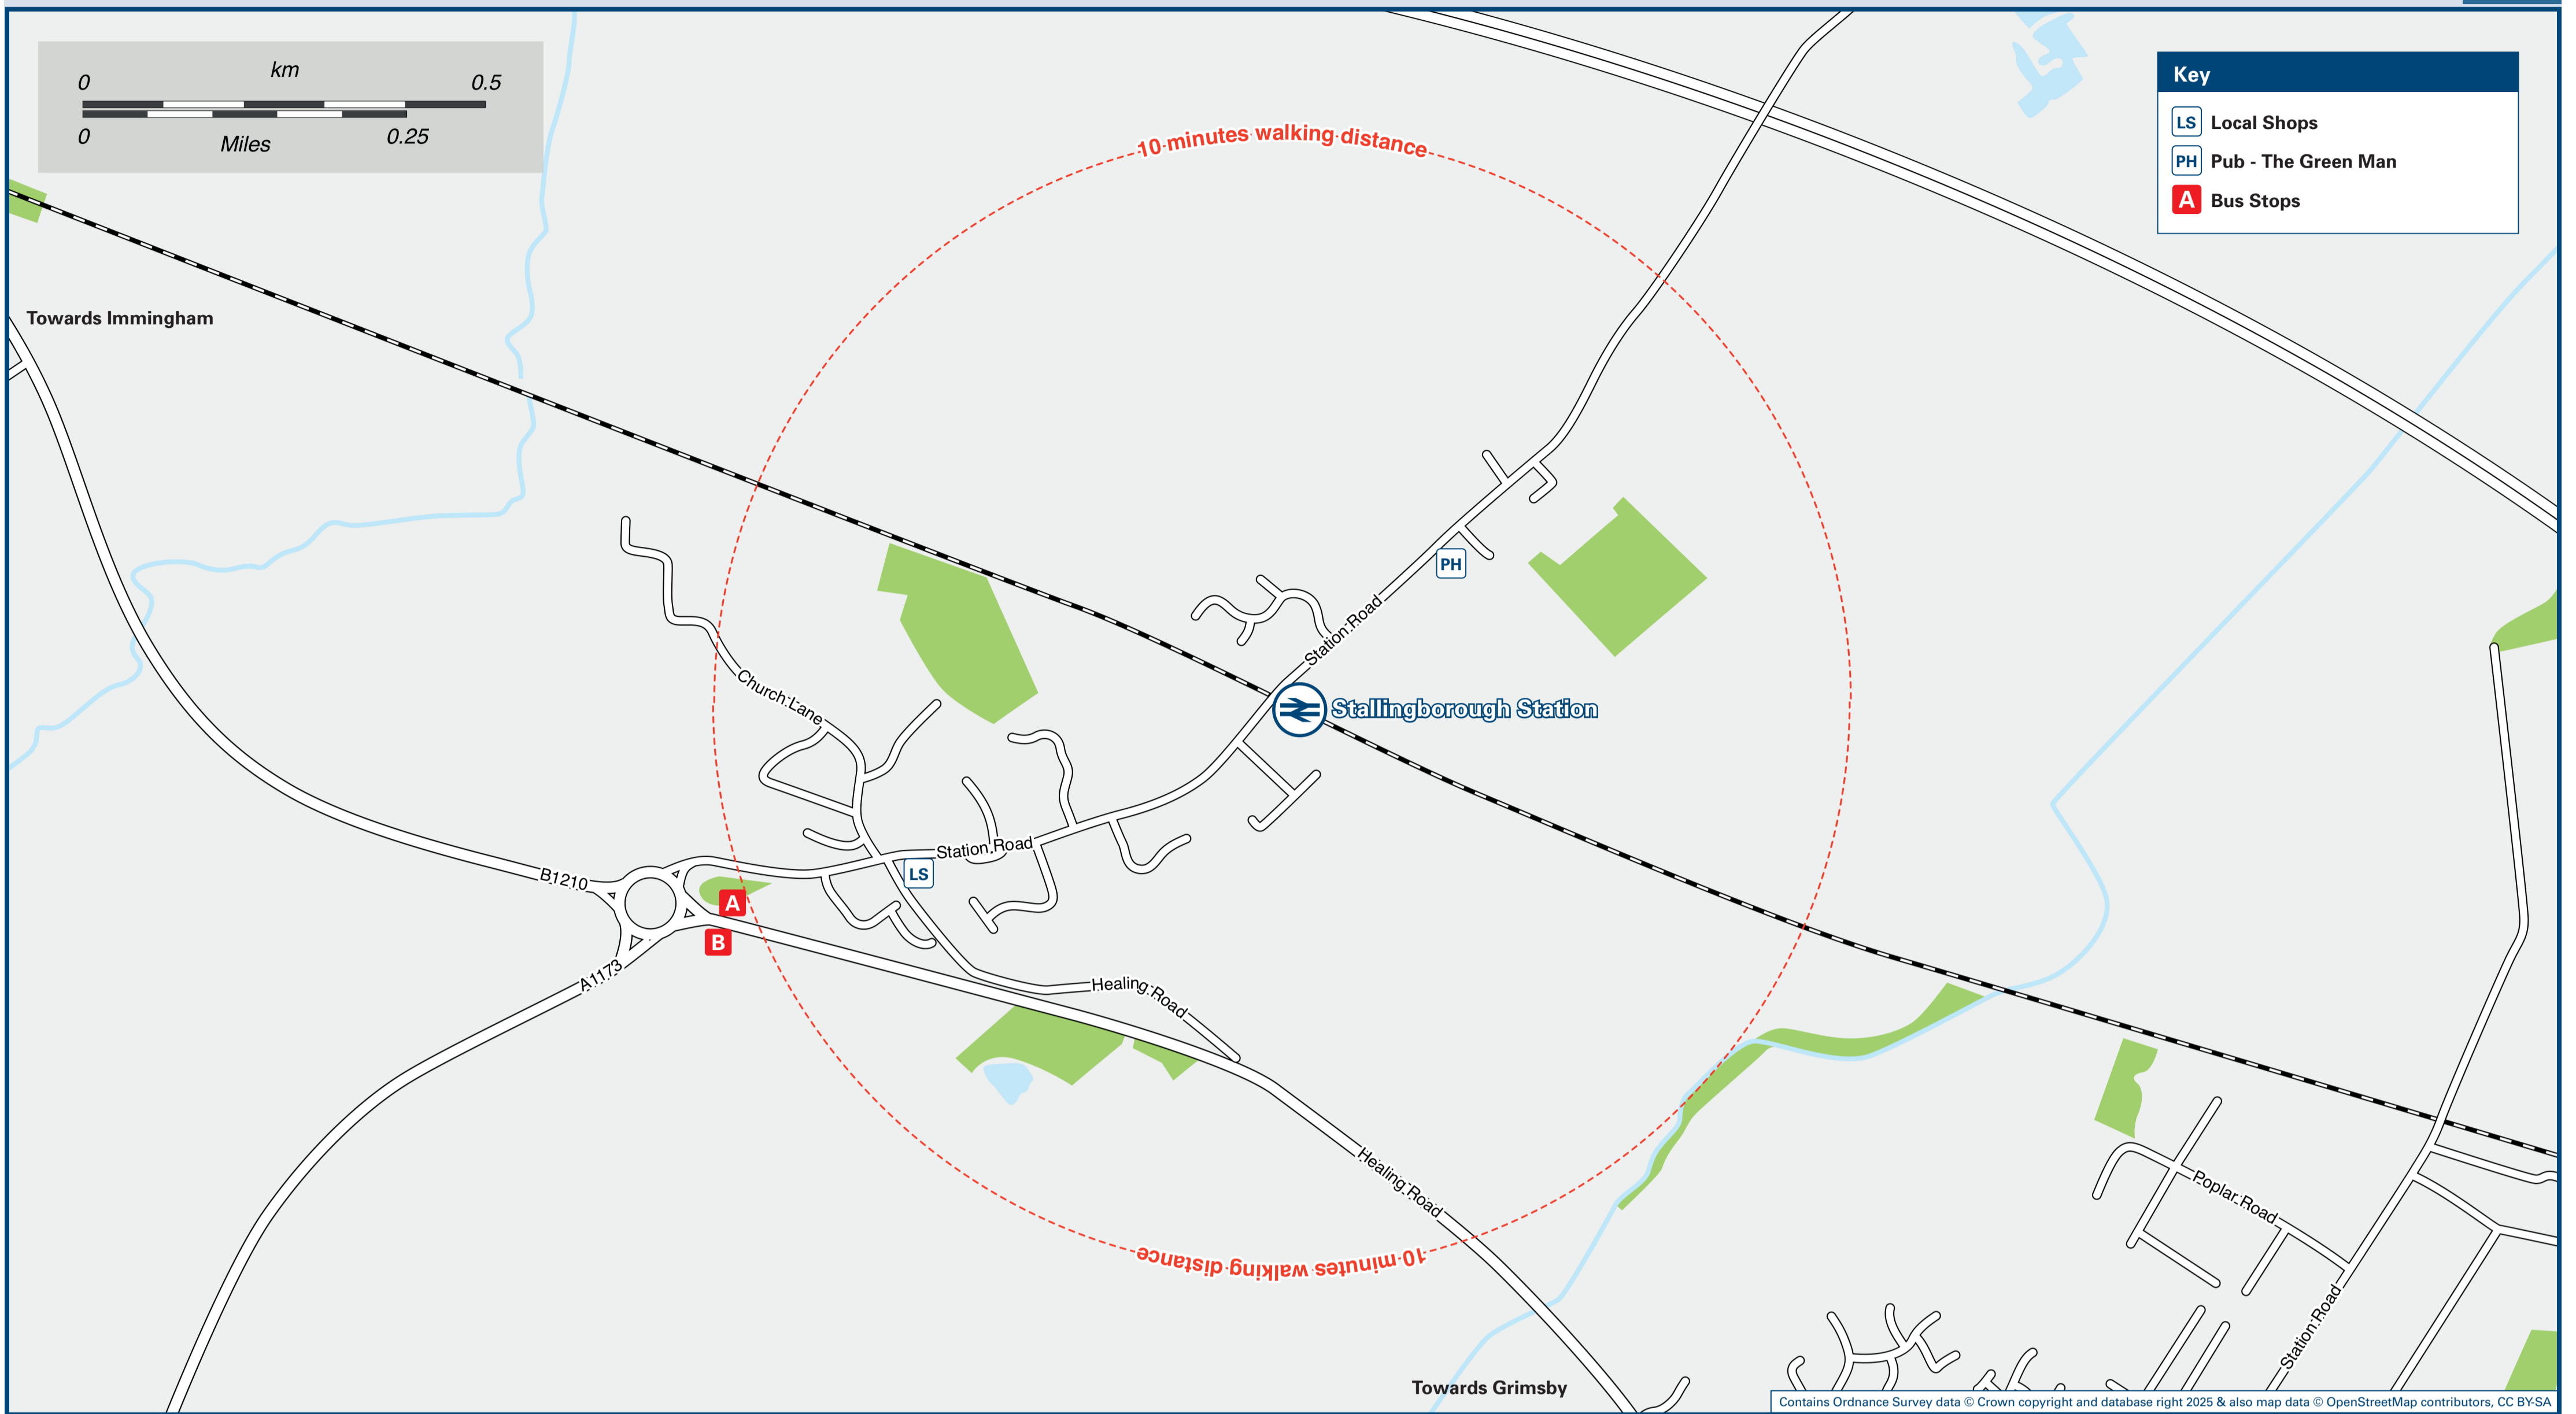 km
0 0.5
0 0.25
Miles
10 minutes walking distance
Key
LS Local Shops
PH Pub - The Green Man
A Bus Stops
Towards Immingham
PH
Station Road
Church Lane
Stallingborough Station
Station Road
LS
B1210
A
B
A1173
Healing Road
Healing Road
Poplar Road
10 minutes walking distance
Station Road
Towards Grimsby
Contains Ordnance Survey data © Crown copyright and database right 2025 & also map data © OpenStreetMap contributors, CC BY-SA